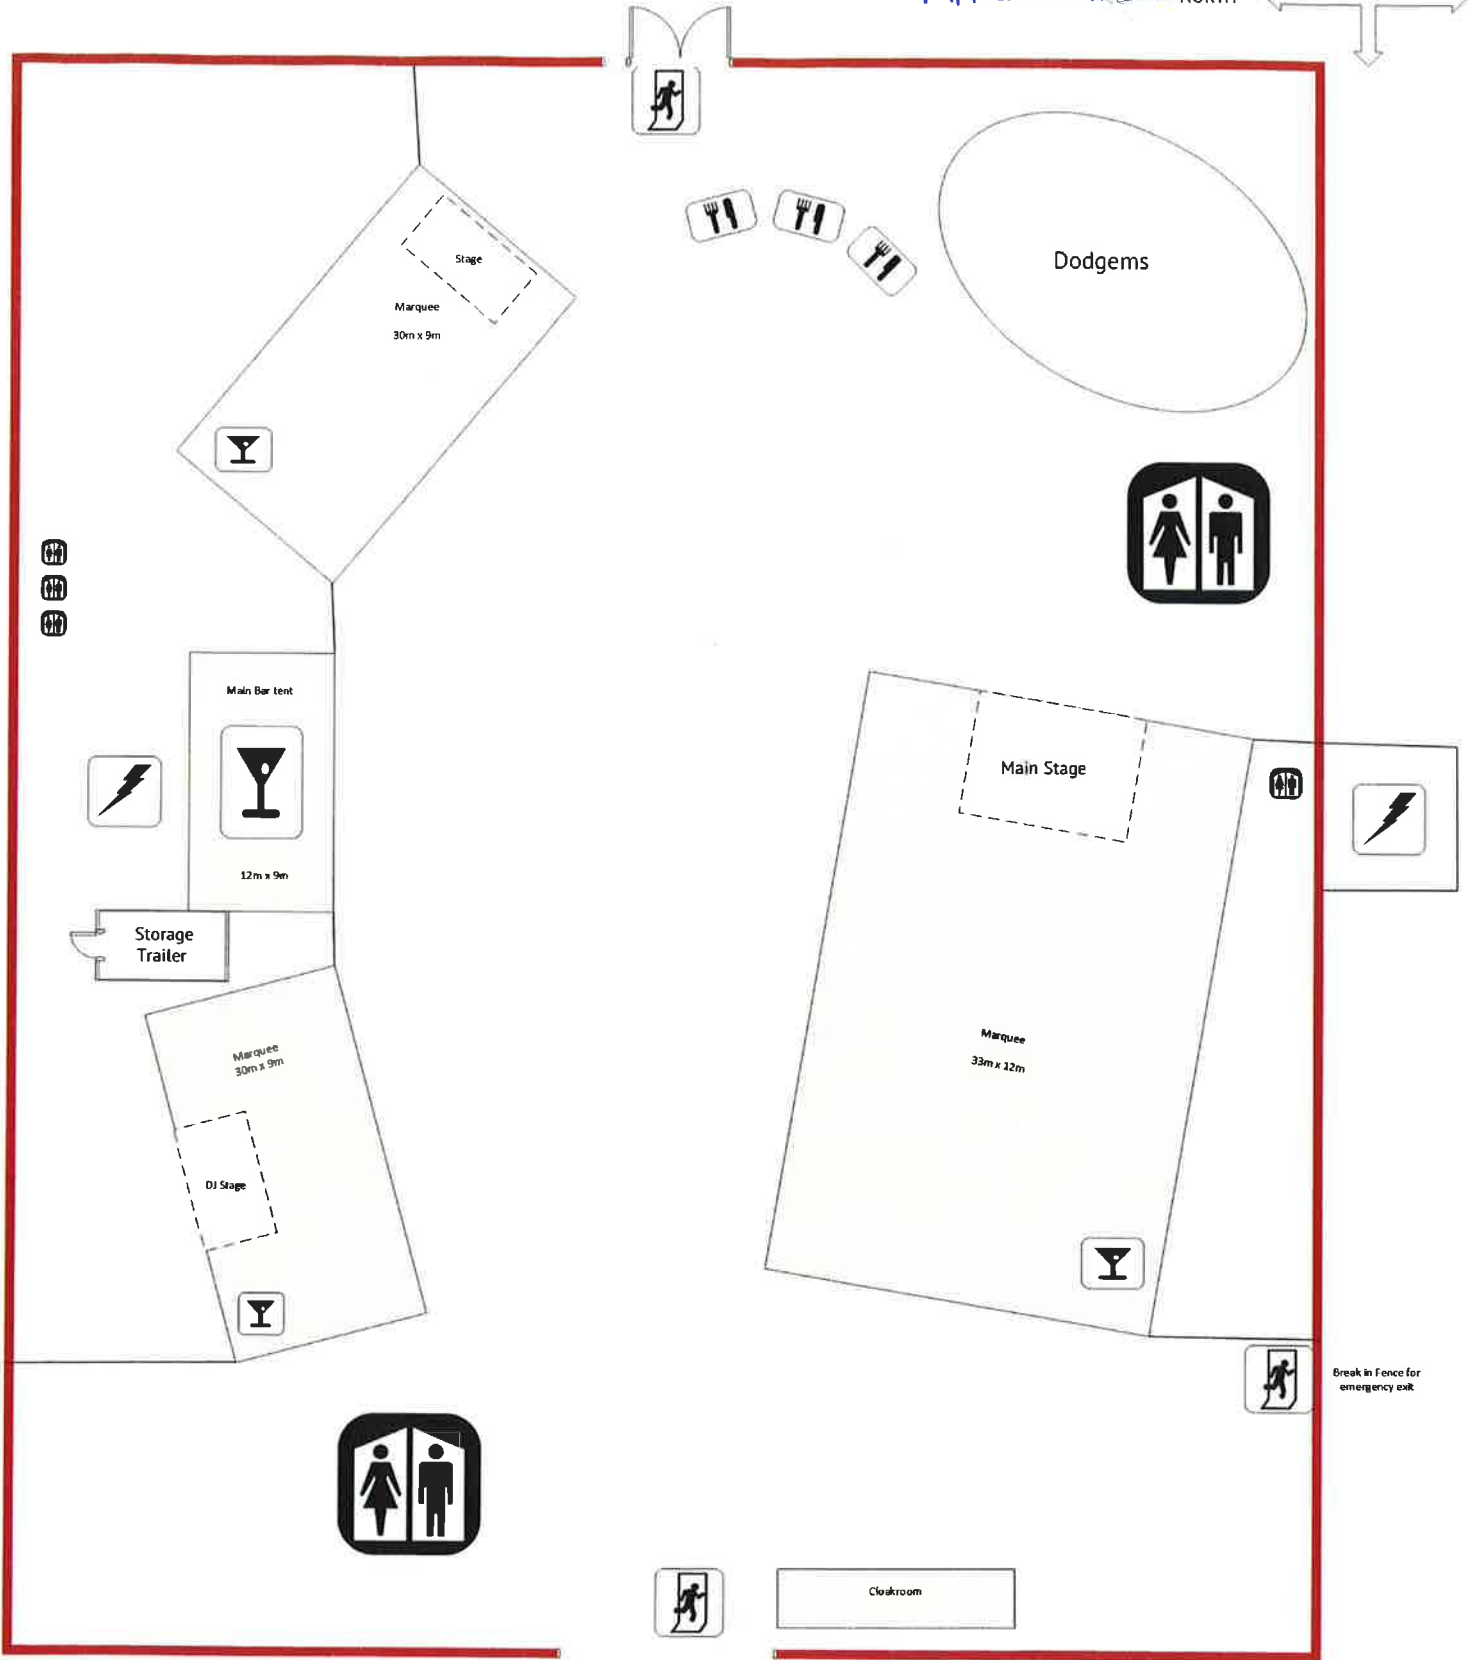 NORTH
Stage
Marquee
30m x 9m
Dodgems
Main Bar tent
12m x 9m
Storage
Trailer
Main Stage
Marquee
33m x 12m
Marquee
30m x 9m
DJ Stage
Break in Fence for
emergency exit
Cloakroom